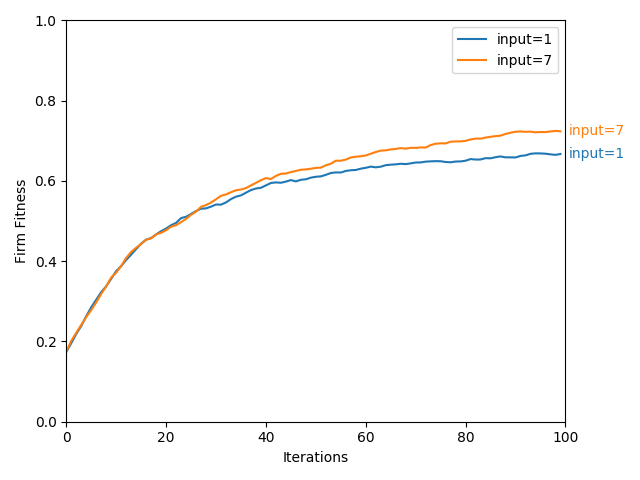 1.0
0.8
0.6
0.4
0.2
0.0
Firm Fitness
input=1
input=7
input=7
input=1
0 20 40 60 80 100
Iterations